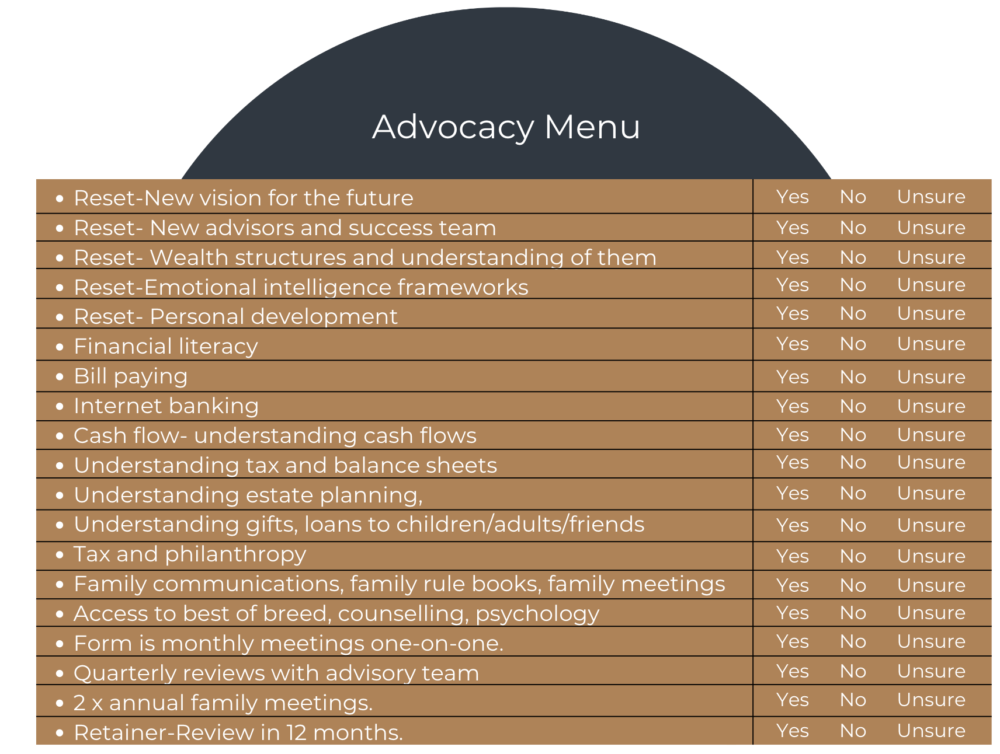 Advocacy Menu
• Reset-New vision for the future Yes No Unsure
• Reset- New advisors and success team Yes No Unsure
• Reset- Wealth structures and understanding of them Yes No Unsure
• Reset-Emotional intelligence frameworks Yes No Unsure
• Reset- Personal development Yes No Unsure
• Financial literacy Yes No Unsure
• Bill paying Yes No Unsure
• Internet banking Yes No Unsure
• Cash flow- understanding cash flows Yes No Unsure
• Understanding tax and balance sheets Yes No Unsure
• Understanding estate planning, Yes No Unsure
• Understanding gifts, loans to children/adults/friends Yes No Unsure
• Tax and philanthropy Yes No Unsure
• Family communications, family rule books, family meetings Yes No Unsure
• Access to best of breed, counselling, psychology Yes No Unsure
• Form is monthly meetings one-on-one. Yes No Unsure
• Quarterly reviews with advisory team Yes No Unsure
• 2 x annual family meetings. Yes No Unsure
• Retainer-Review in 12 months. Yes No Unsure